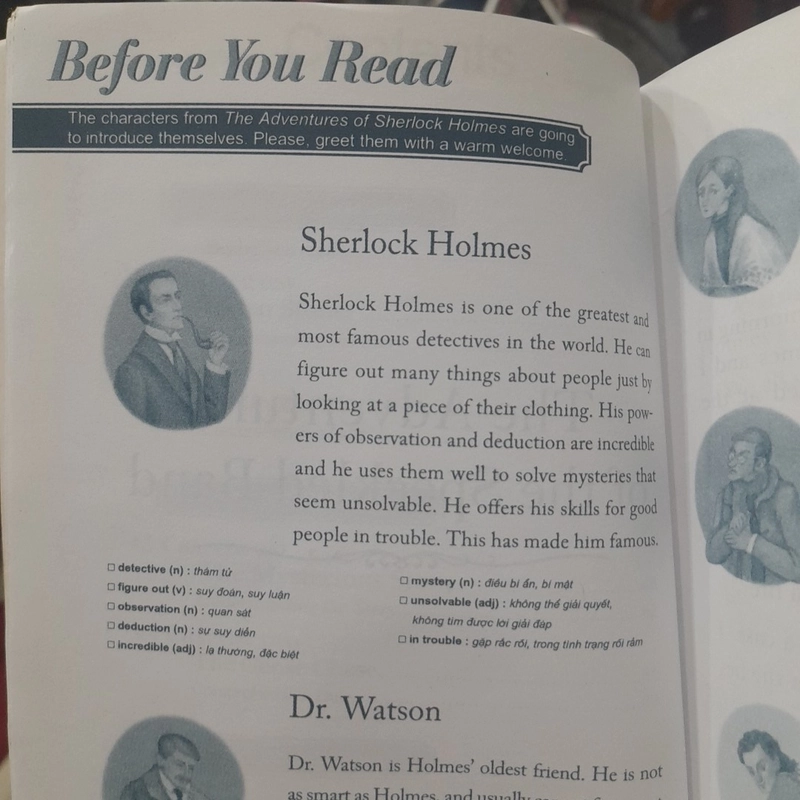 Before You Read
The characters from The Adventures of Sherlock Holmes are going
to introduce themselves. Please, greet them with a warm welcome.
Sherlock Holmes
Sherlock Holmes is one of the greatest and
most famous detectives in the world. He can
figure out many things about people just by
looking at a piece of their clothing. His pow-
ers of observation and deduction are incredible
and he uses them well to solve mysteries that
seem unsolvable. He offers his skills for good
people in trouble. This has made him famous.
☐ detective (n) : thám tử
☐ figure out (v) : suy đoán, suy luận
☐ observation (n) : quan sát
☐ deduction (n) : sự suy diễn
☐ incredible (adj) : lạ thường, đặc biệt
☐ mystery (n) : điều bí ẩn, bí mật
☐ unsolvable (adj) : không thể giải quyết,
không tìm được lời giải đáp
☐ in trouble : gặp rắc rối, trong tình trạng rối rắm
Dr. Watson
Dr. Watson is Holmes' oldest friend. He is not
as smart as Holmes, and usually